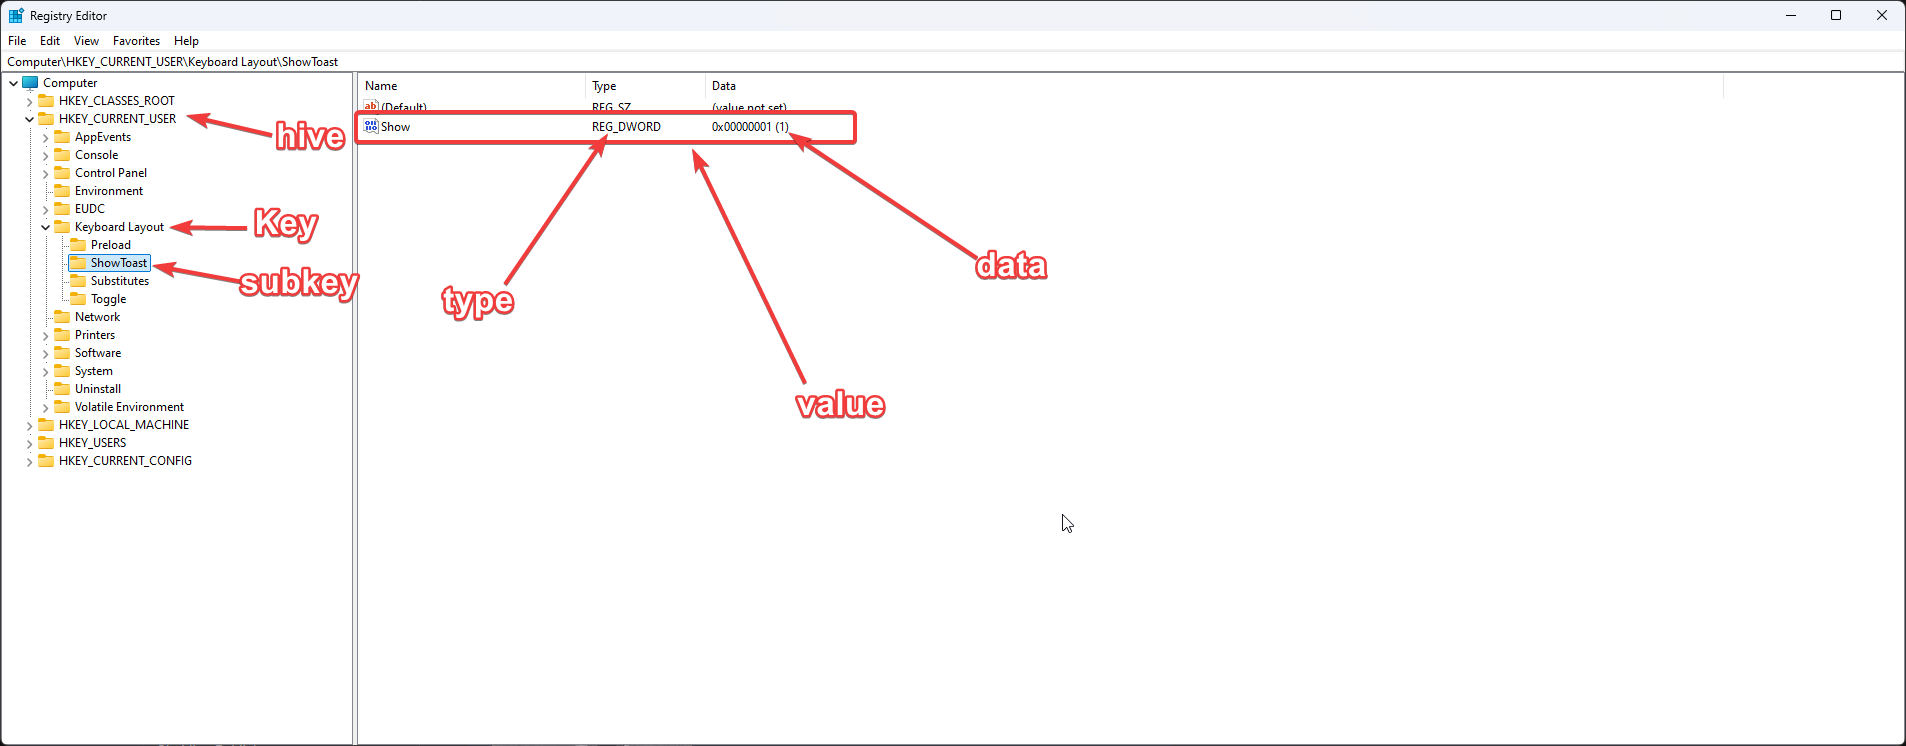 Registry Editor
File Edit View Favorites Help
Computer\HKEY_CURRENT_USER\Keyboard Layout\ShowToast
Computer
HKEY_CLASSES_ROOT
HKEY_CURRENT_USER
AppEvents
Console
Control Panel
Environment
EUDC
Keyboard Layout
Preload
ShowToast
Substitutes
Toggle
Network
Printers
Software
System
Uninstall
Volatile Environment
HKEY_LOCAL_MACHINE
HKEY_USERS
HKEY_CURRENT_CONFIG
hive
Key
subkey
Name Type Data
ab (Default) REG_SZ (value not set)
Show REG_DWORD 0x00000001 (1)
type
data
value